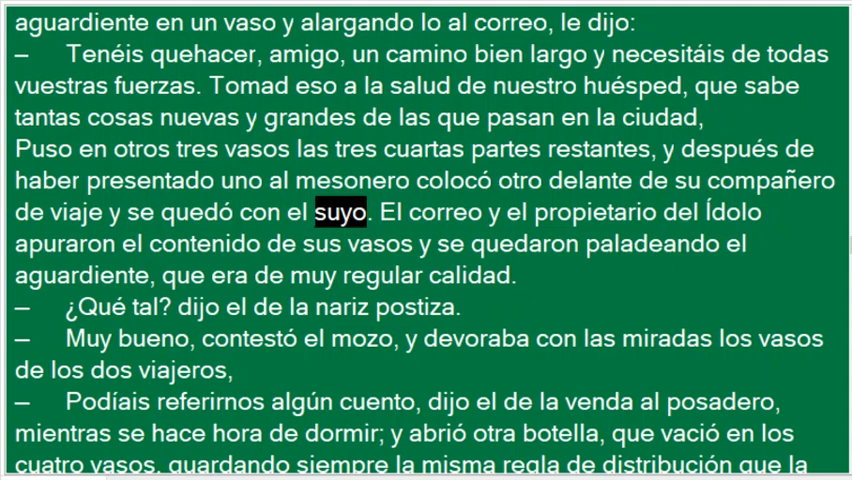 aguardiente en un vaso y alargando lo al correo, le dijo:
– Tenéis quehacer, amigo, un camino bien largo y necesitáis de todas
vuestras fuerzas. Tomad eso a la salud de nuestro huésped, que sabe
tantas cosas nuevas y grandes de las que pasan en la ciudad,
Puso en otros tres vasos las tres cuartas partes restantes, y después de
haber presentado uno al mesonero colocó otro delante de su compañero
de viaje y se quedó con el suyo. El correo y el propietario del Ídolo
apuraron el contenido de sus vasos y se quedaron paladeando el
aguardiente, que era de muy regular calidad.
– ¿Qué tal? dijo el de la nariz postiza.
– Muy bueno, contestó el mozo, y devoraba con las miradas los vasos
de los dos viajeros,
– Podíais referirnos algún cuento, dijo el de la venda al posadero,
mientras se hace hora de dormir; y abrió otra botella, que vació en los
cuatro vasos, guardando siempre la misma regla de distribución que la